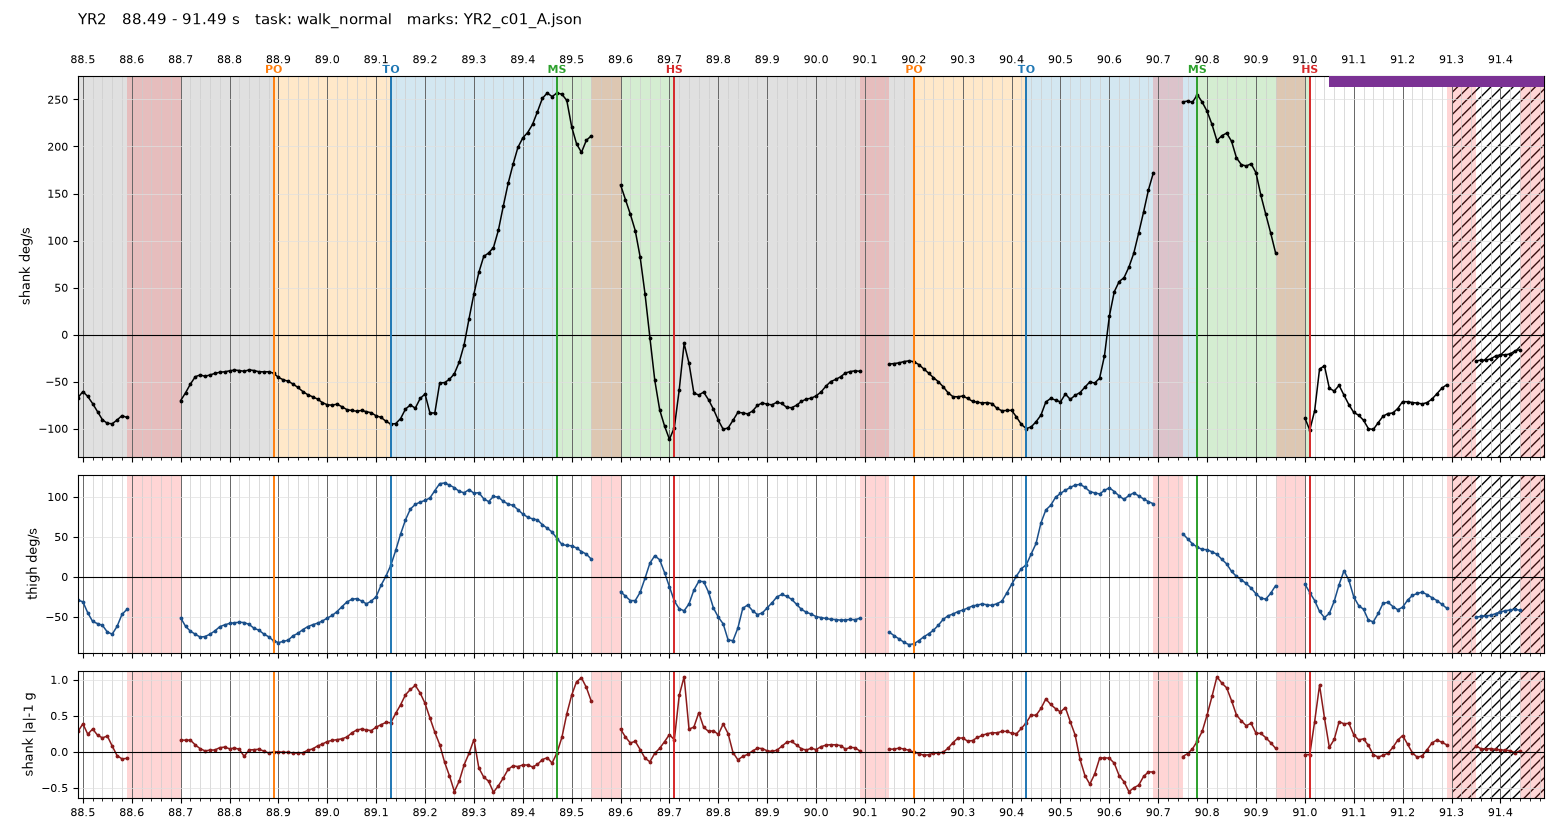 YR2   88.49 - 91.49 s   task: walk_normal   marks: YR2_c01_A.json
88.5 88.6 88.7 88.8 88.9 89.0 89.1 89.2 89.3 89.4 89.5 89.6 89.7 89.8 89.9 90.0 90.1 90.2 90.3 90.4 90.5 90.6 90.7 90.8 90.9 91.0 91.1 91.2 91.3 91.4
PO TO MS HS PO TO MS HS
250
200
150
100
50
0
−50
−100
shank deg/s
100
50
0
−50
thigh deg/s
1.0
0.5
0.0
−0.5
shank |a|-1 g
88.5 88.6 88.7 88.8 88.9 89.0 89.1 89.2 89.3 89.4 89.5 89.6 89.7 89.8 89.9 90.0 90.1 90.2 90.3 90.4 90.5 90.6 90.7 90.8 90.9 91.0 91.1 91.2 91.3 91.4